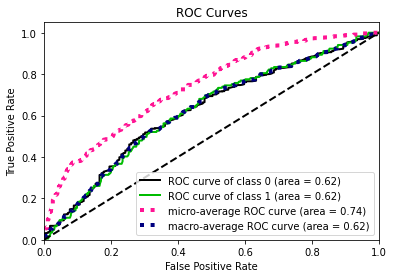 ROC Curves
True Positive Rate
1.0
0.8
0.6
0.4
0.2
0.0
ROC curve of class 0 (area = 0.62)
ROC curve of class 1 (area = 0.62)
micro-average ROC curve (area = 0.74)
macro-average ROC curve (area = 0.62)
0.0 0.2 0.4 0.6 0.8 1.0
False Positive Rate